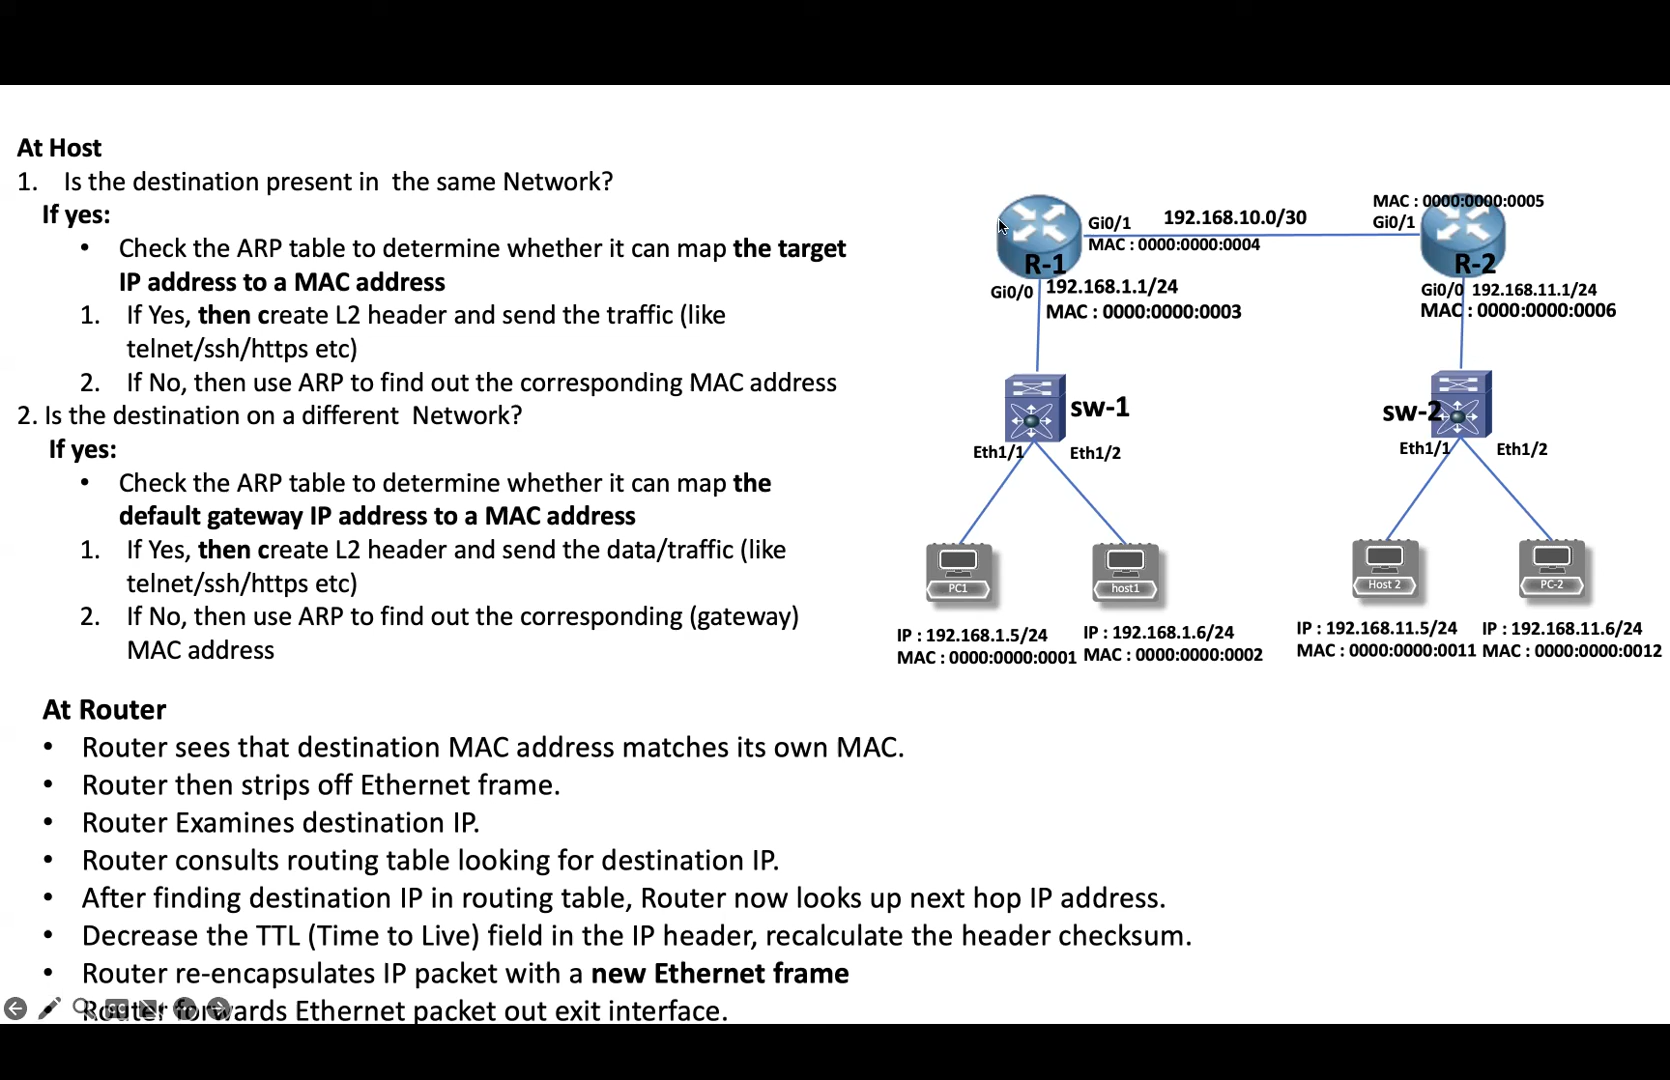 At Host
1. Is the destination present in the same Network?
If yes:
• Check the ARP table to determine whether it can map the target
IP address to a MAC address
1. If Yes, then create L2 header and send the traffic (like
telnet/ssh/https etc)
2. If No, then use ARP to find out the corresponding MAC address
2. Is the destination on a different Network?
If yes:
• Check the ARP table to determine whether it can map the
default gateway IP address to a MAC address
1. If Yes, then create L2 header and send the data/traffic (like
telnet/ssh/https etc)
2. If No, then use ARP to find out the corresponding (gateway)
MAC address
At Router
• Router sees that destination MAC address matches its own MAC.
• Router then strips off Ethernet frame.
• Router Examines destination IP.
• Router consults routing table looking for destination IP.
• After finding destination IP in routing table, Router now looks up next hop IP address.
• Decrease the TTL (Time to Live) field in the IP header, recalculate the header checksum.
• Router re-encapsulates IP packet with a new Ethernet frame
• Router forwards Ethernet packet out exit interface.
MAC : 0000:0000:0005
Gi0/1
192.168.10.0/30
Gi0/1
MAC : 0000:0000:0004
R-1
R-2
Gi0/0
192.168.1.1/24
MAC : 0000:0000:0003
Gi0/0 192.168.11.1/24
MAC : 0000:0000:0006
sw-1
sw-2
Eth1/1
Eth1/2
Eth1/1
Eth1/2
PC1
host1
Host 2
PC-2
IP : 192.168.1.5/24
MAC : 0000:0000:0001
IP : 192.168.1.6/24
MAC : 0000:0000:0002
IP : 192.168.11.5/24
MAC : 0000:0000:0011
IP : 192.168.11.6/24
MAC : 0000:0000:0012